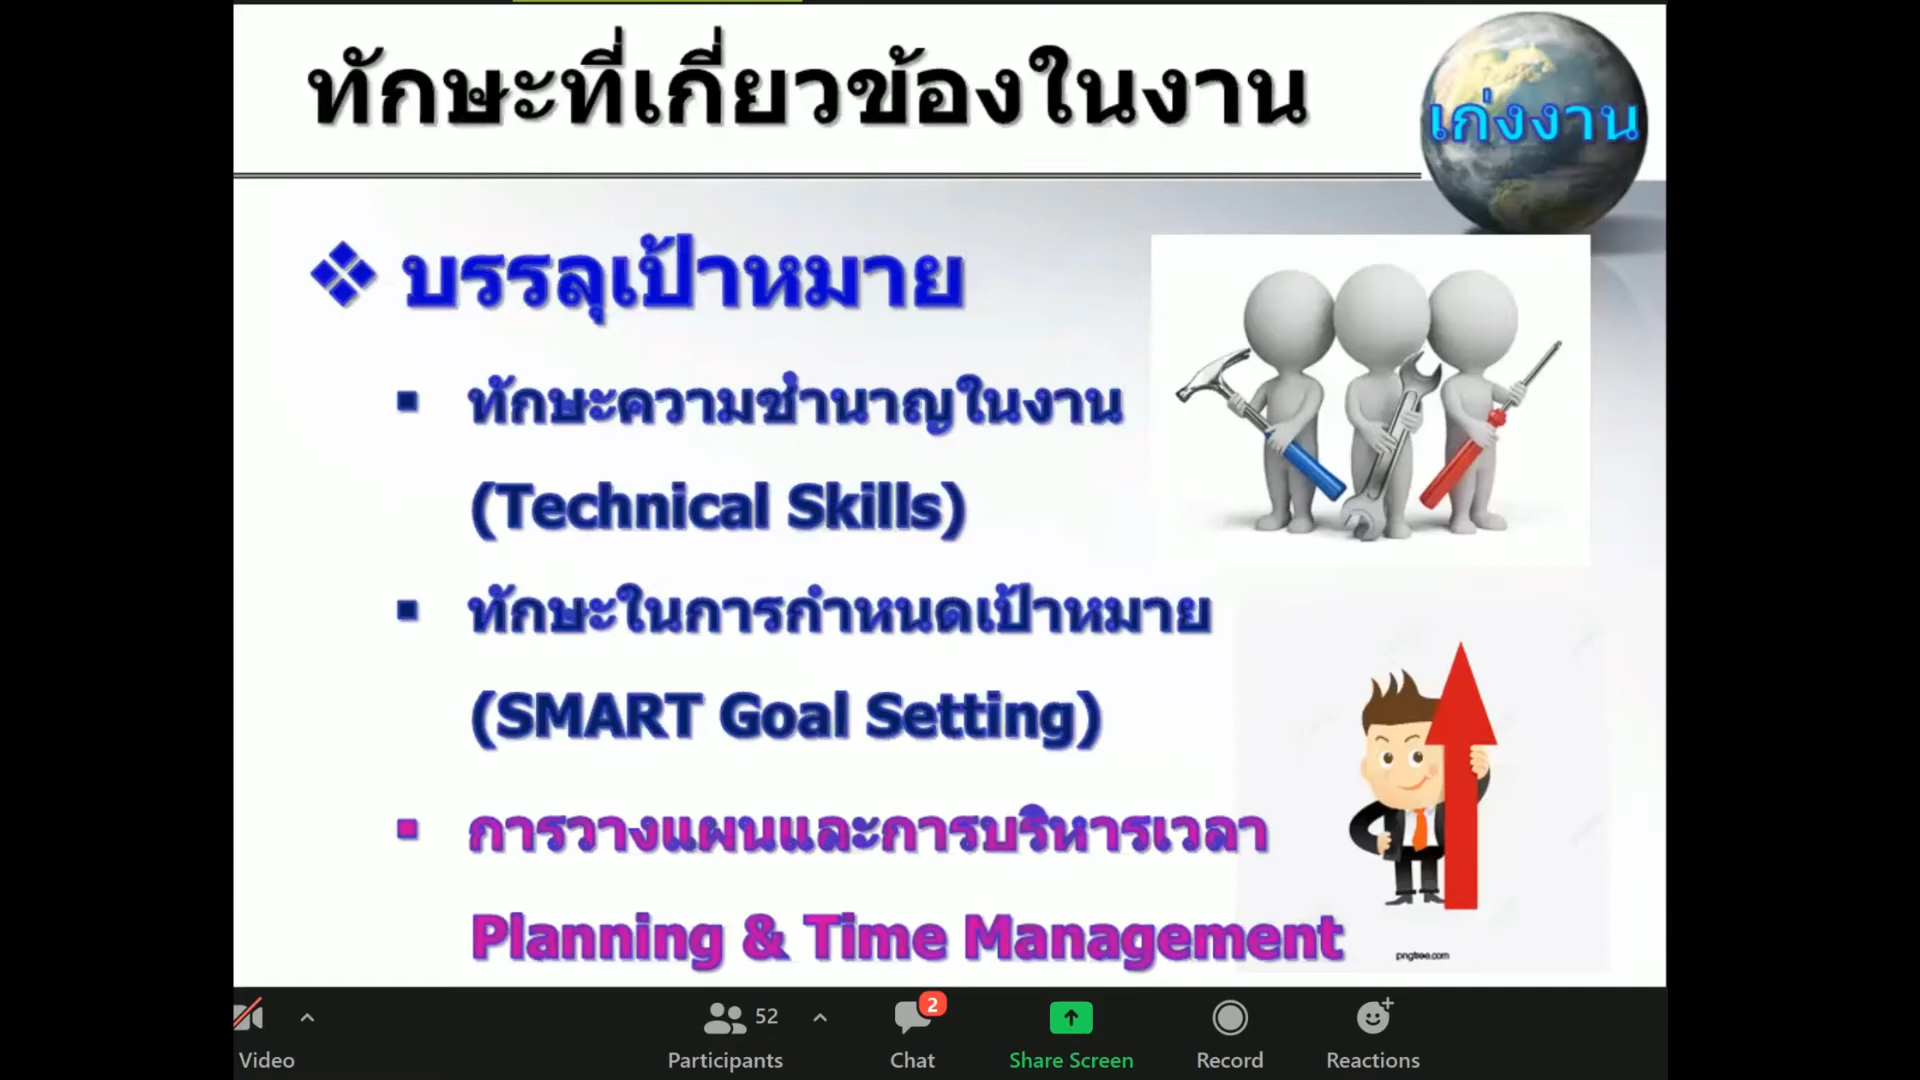 ทักษะที่เกี่ยวข้องในงาน
เก่งงาน
บรรลุเป้าหมาย
ทักษะความชำนาญในงาน
(Technical Skills)
ทักษะในการกำหนดเป้าหมาย
(SMART Goal Setting)
การวางแผนและการบริหารเวลา
Planning & Time Management
pngtree.com
52
2
Video
Participants
Chat
Share Screen
Record
Reactions